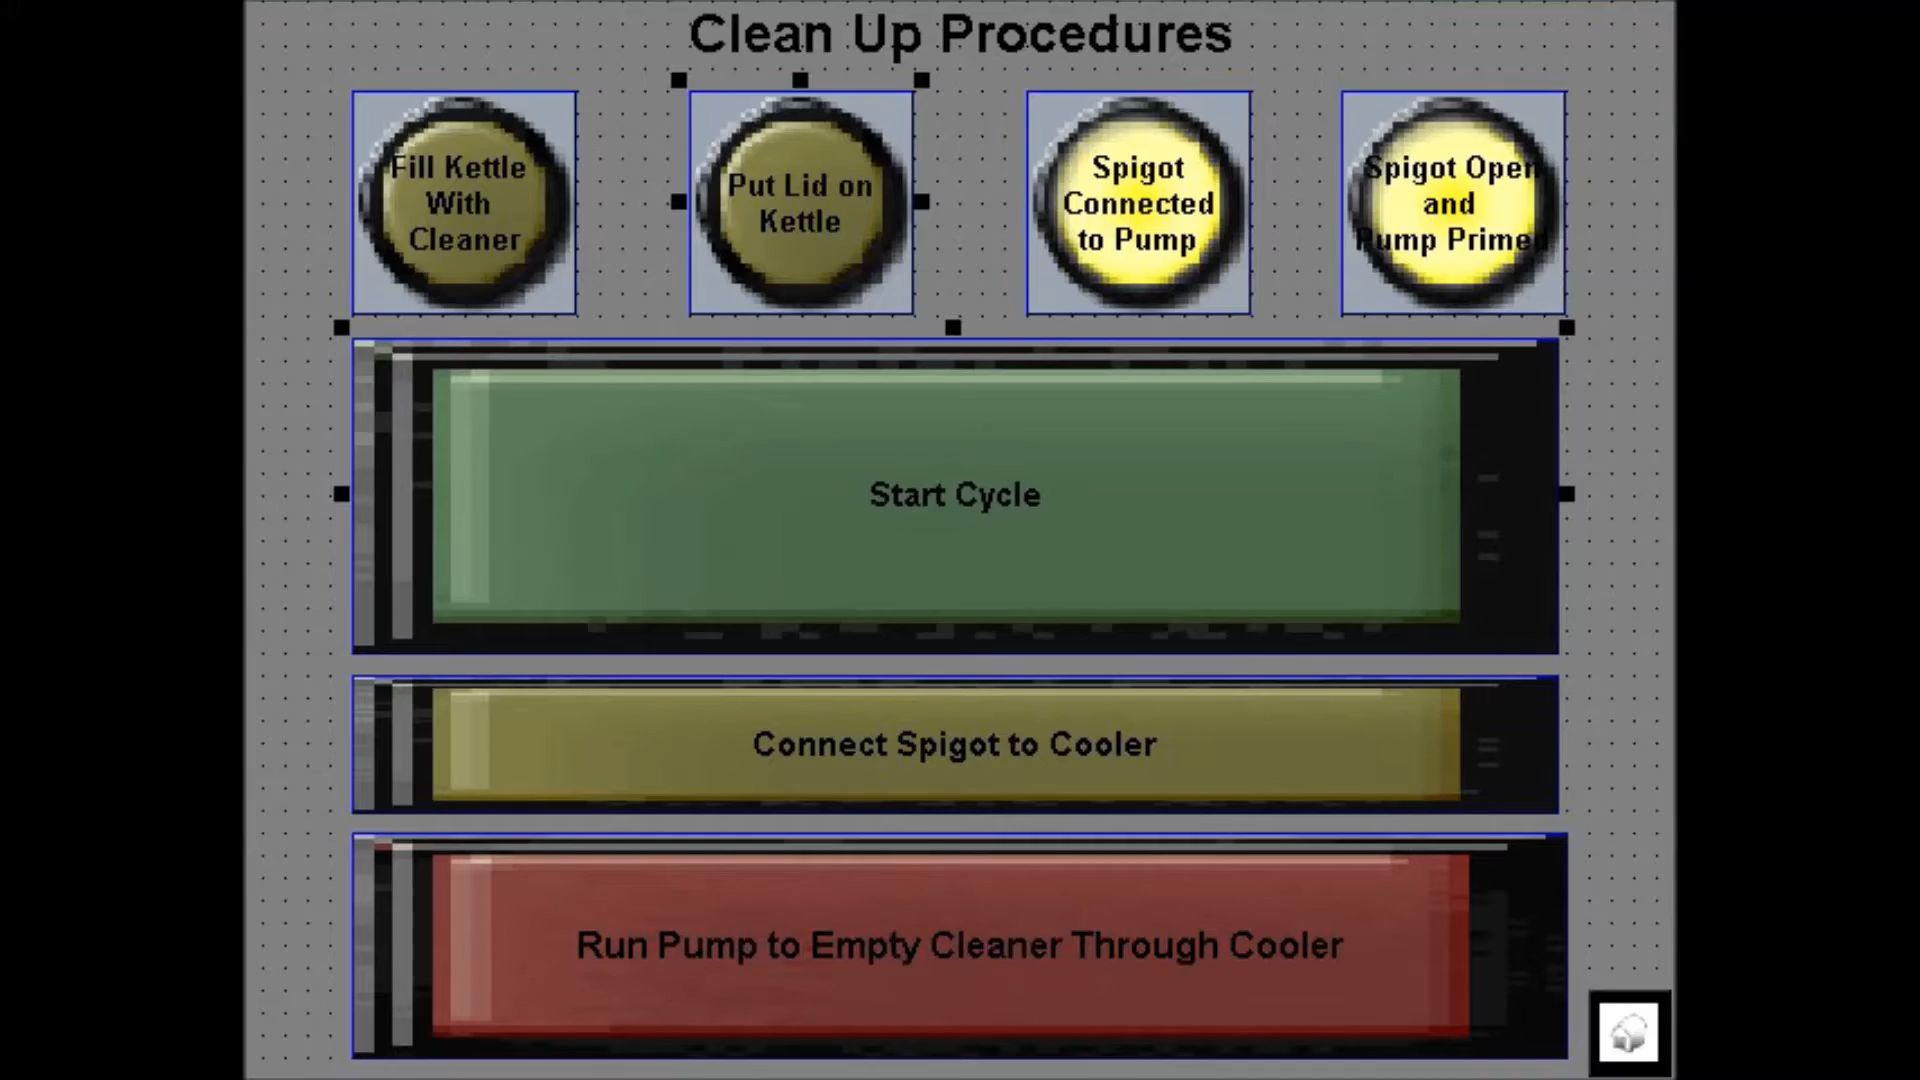 Clean Up Procedures
Fill Kettle
With
Cleaner
Put Lid on
Kettle
Spigot
Connected
to Pump
Spigot Open
and
Pump Primed
Start Cycle
Connect Spigot to Cooler
Run Pump to Empty Cleaner Through Cooler